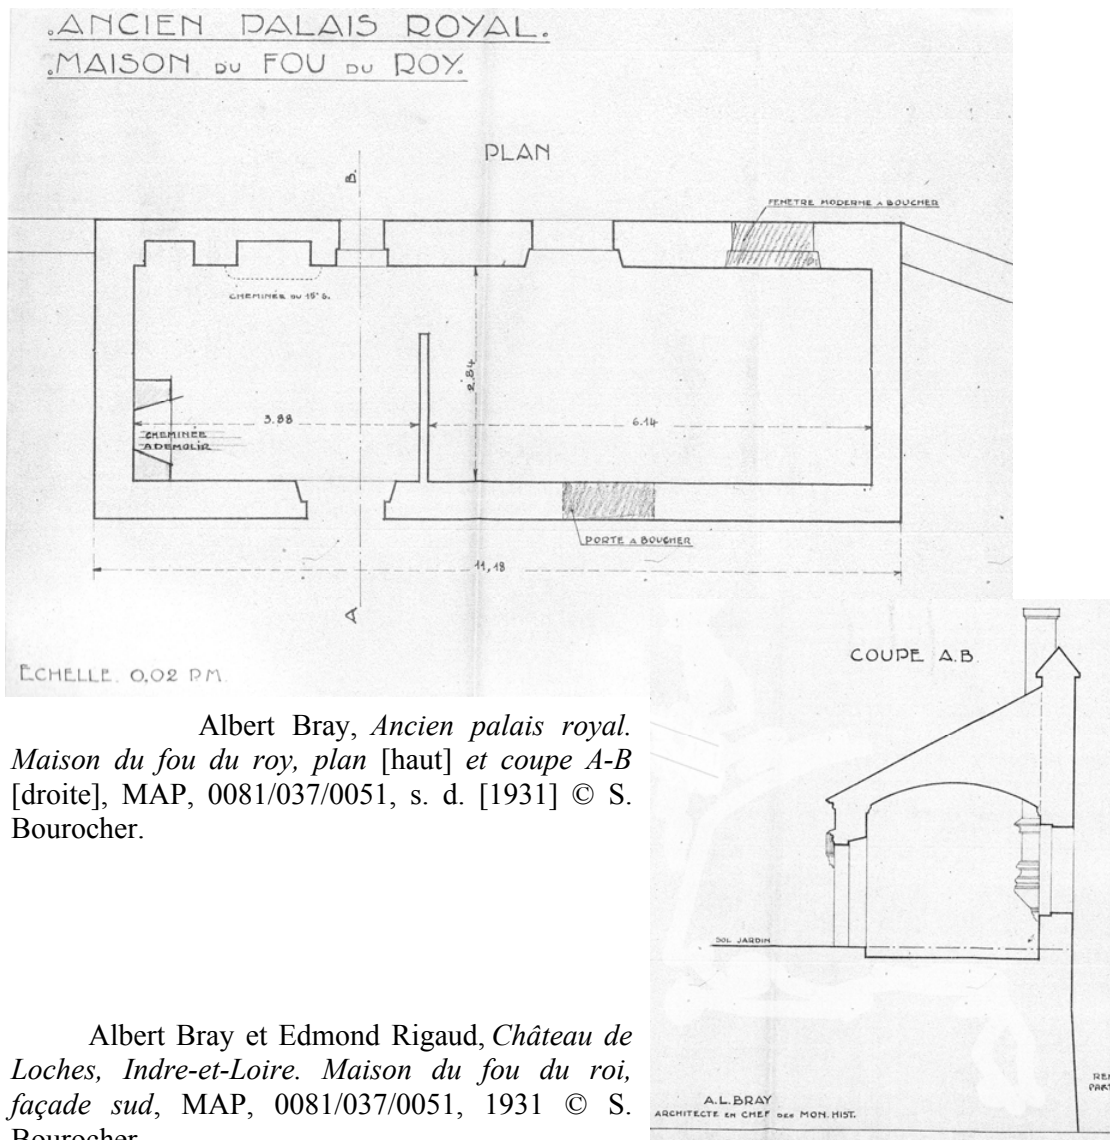 .ANCIEN PALAIS ROYAL.
.MAISON DU FOU DU ROY.
PLAN
B.
FENETRE MODERNE A BOUCHER
CHEMINÉE DU 15e S.
2.84
3.88
6.14
CHEMINÉE
A DEMOLIR
PORTE A BOUCHER
11,18
A
ECHELLE. 0,02 P.M.
COUPE A.B.
SOL JARDIN
A.L.BRAY
ARCHITECTE EN CHEF DES MON. HIST.
Albert Bray, Ancien palais royal.
Maison du fou du roy, plan [haut] et coupe A-B
[droite], MAP, 0081/037/0051, s. d. [1931] © S.
Bourocher.
Albert Bray et Edmond Rigaud, Château de
Loches, Indre-et-Loire. Maison du fou du roi,
façade sud, MAP, 0081/037/0051, 1931 © S.
Bourocher